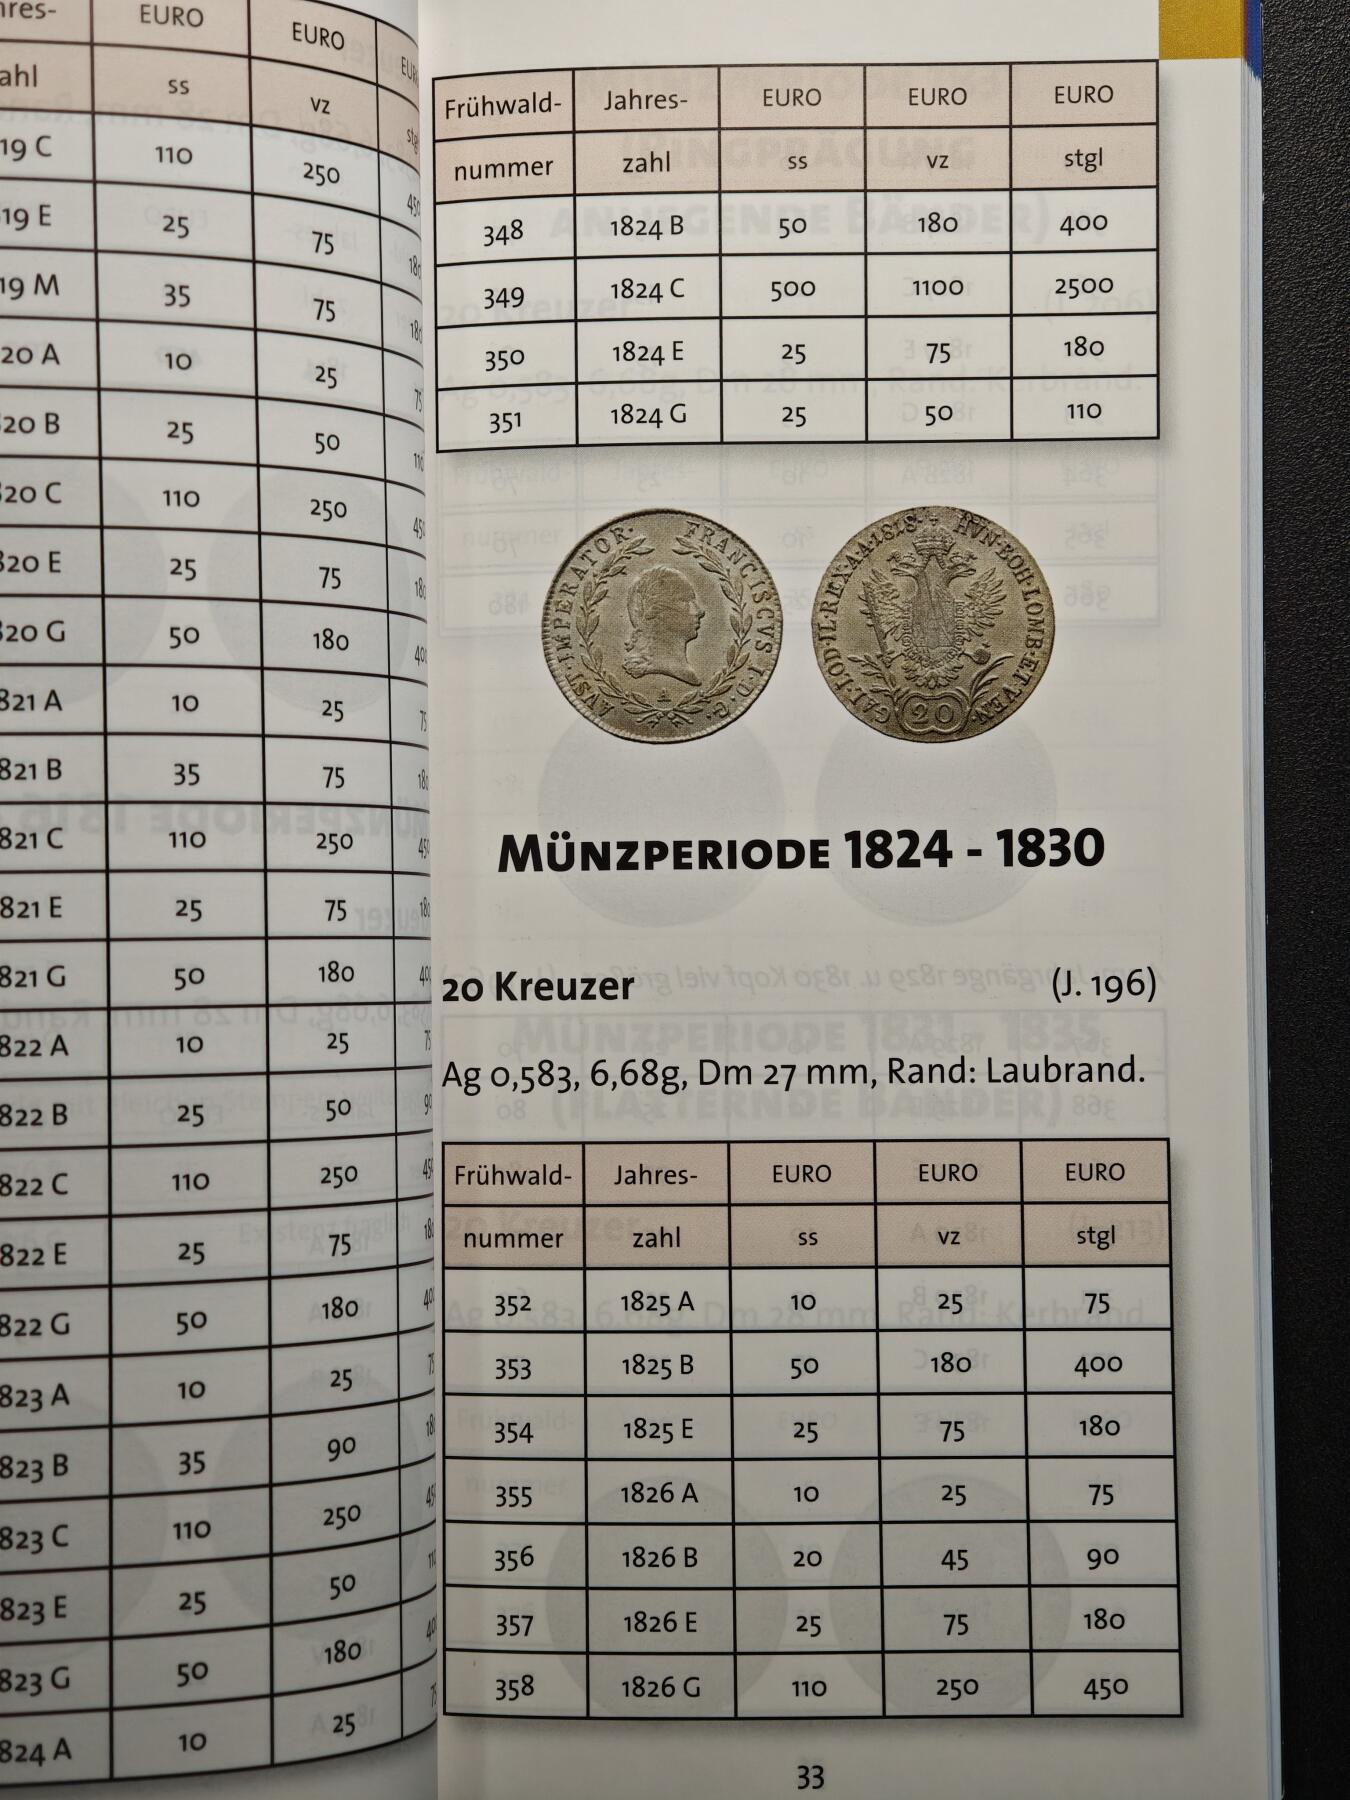 EURO EURO
ss vz
19 C 110 250
19 E 25 75
19 M 35 75
20 A 10 25
20 B 25 50
20 C 110 250
20 E 25 75
20 G 50 180
821 A 10 25
821 B 35 75
821 C 110 250
821 E 25 75
821 G 50 180
822 A 10 25
822 B 25 50
822 C 110 250
822 E 25 75
822 G 50 180
823 A 10 25
823 B 35 90
823 C 110 250
823 E 25 50
823 G 50 180
824 A 10 25
Frühwald- Jahres- EURO EURO EURO
nummer zahl ss vz stgl
348 1824 B 50 180 400
349 1824 C 500 1100 2500
350 1824 E 25 75 180
351 1824 G 25 50 110
AVST·IMPERATOR· FRANCISCVS I·D·G·
A
HVN·BOH·LOMB·ET·VEN·
GAL·LOD·IL·REX·A·A·1818·
20
MÜNZPERIODE 1824 - 1830
20 Kreuzer (J. 196)
Ag 0,583, 6,68g, Dm 27 mm, Rand: Laubrand.
Frühwald- Jahres- EURO EURO EURO
nummer zahl ss vz stgl
352 1825 A 10 25 75
353 1825 B 50 180 400
354 1825 E 25 75 180
355 1826 A 10 25 75
356 1826 B 20 45 90
357 1826 E 25 75 180
358 1826 G 110 250 450
33